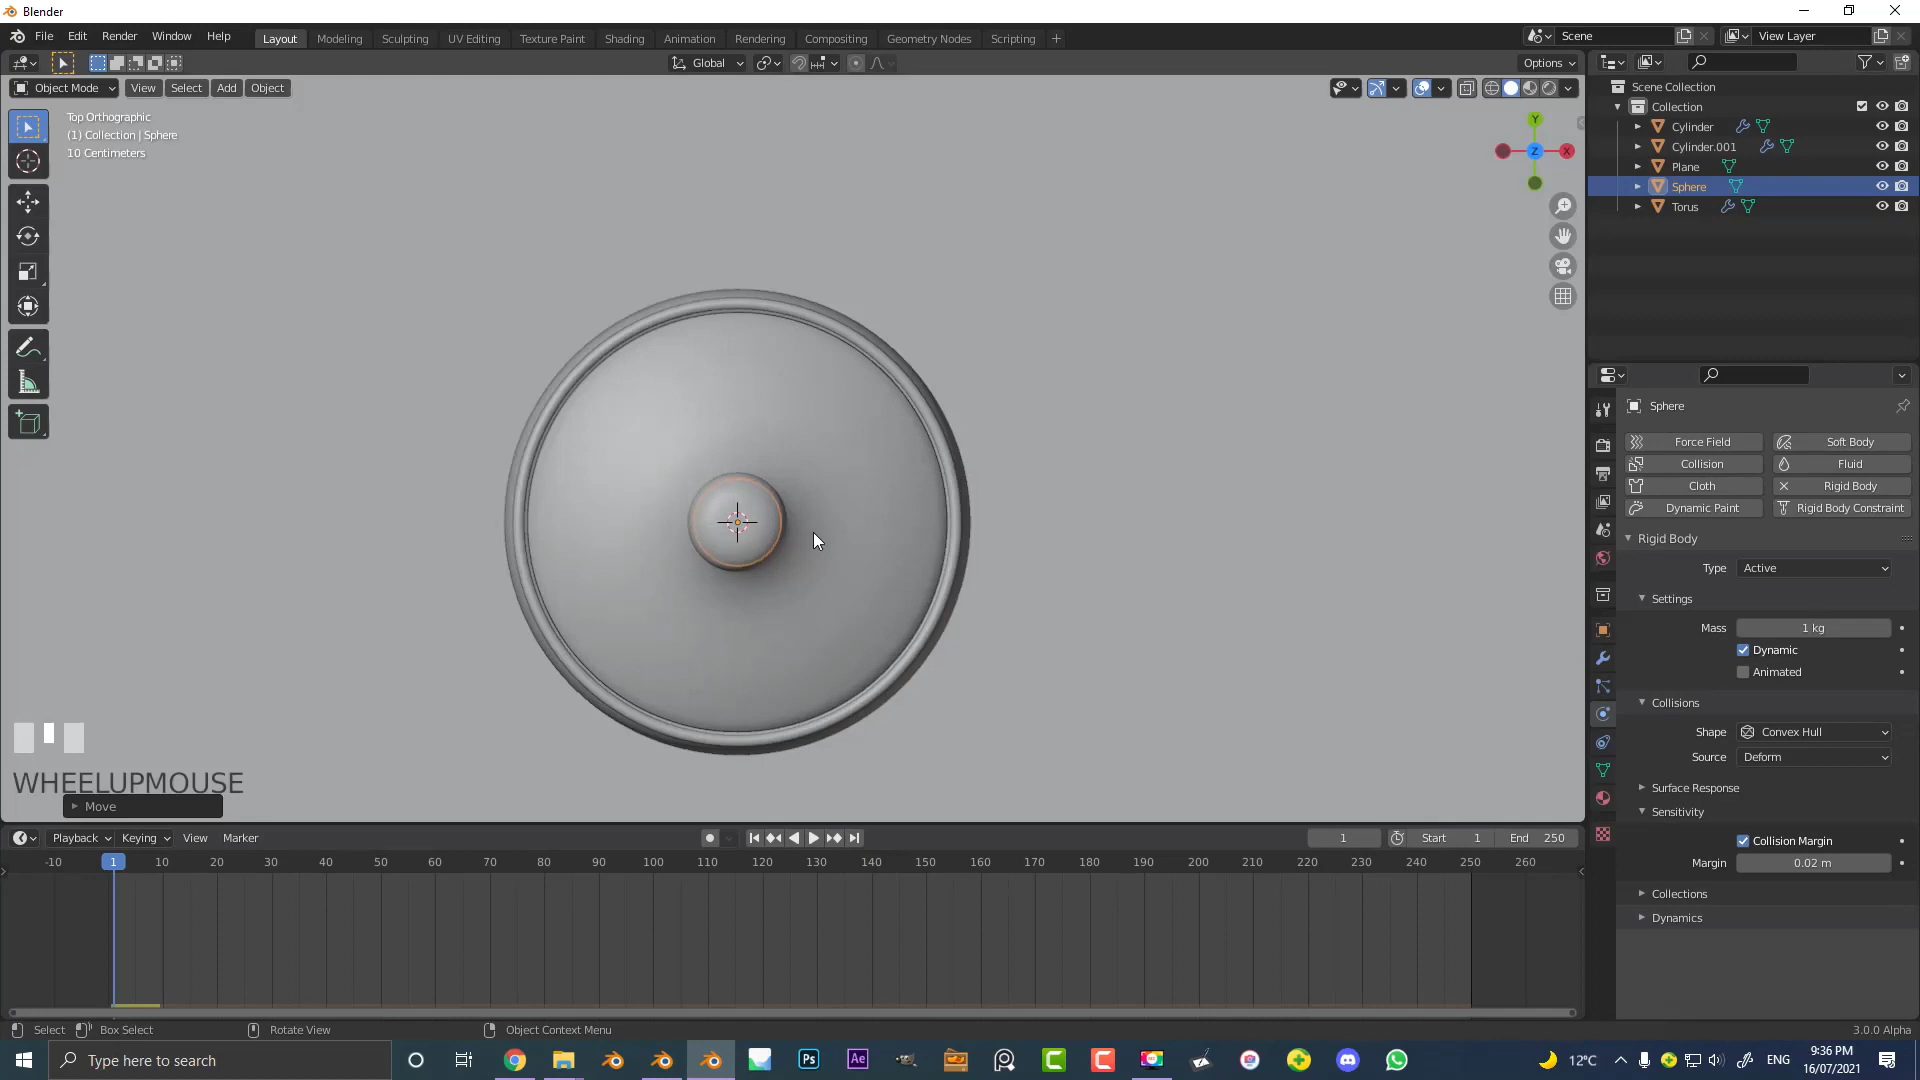 Blender
File Edit Render Window Help
Layout Modeling Sculpting UV Editing Texture Paint Shading Animation Rendering Compositing Geometry Nodes Scripting +
Scene
View Layer
Global
Options
Object Mode View Select Add Object
Top Orthographic
(1) Collection | Sphere
10 Centimeters
Y
X
Z
Scene Collection
Collection
Cylinder
Cylinder.001
Plane
Sphere
Torus
Sphere
Force Field Soft Body
Collision Fluid
Cloth Rigid Body
Dynamic Paint Rigid Body Constraint
Rigid Body
Type Active
Settings
Mass 1 kg
Dynamic
Animated
Collisions
Shape Convex Hull
Source Deform
Surface Response
Sensitivity
Collision Margin
Margin 0.02 m
Collections
Dynamics
WHEELUPMOUSE
Move
Playback Keying View Marker
1 Start 1 End 250
-10 1 10 20 30 40 50 60 70 80 90 100 110 120 130 140 150 160 170 180 190 200 210 220 230 240 250 260
Select Box Select Rotate View Object Context Menu 3.0.0 Alpha
Type here to search
Ps
Ae
12°C
ENG
9:36 PM
16/07/2021